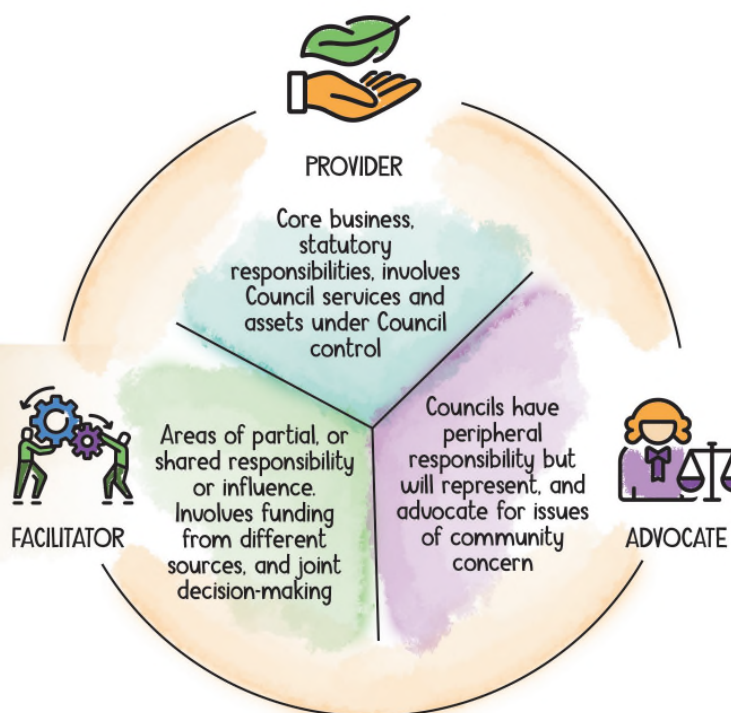 PROVIDER
Core business,
statutory
responsibilities, involves
Council services and
assets under Council
control
Areas of partial, or
shared responsibility
or influence.
Involves funding
from different
sources, and joint
decision-making
FACILITATOR
Councils have
peripheral
responsibility but
will represent, and
advocate for issues
of community
concern
ADVOCATE